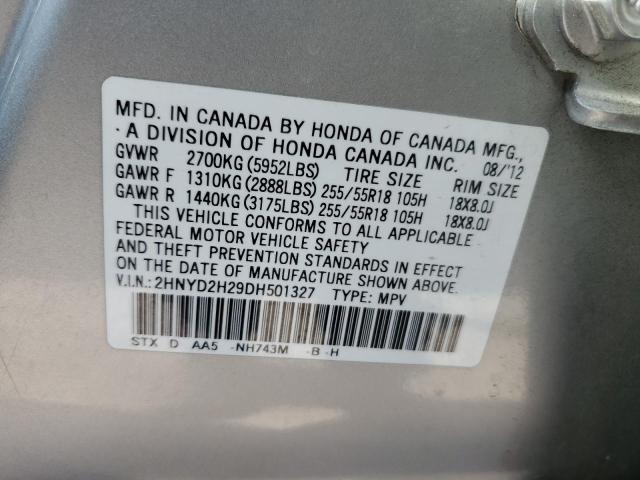 MFD. IN CANADA BY HONDA OF CANADA MFG.,
· A DIVISION OF HONDA CANADA INC. 08/'12
GVWR 2700KG (5952LBS) TIRE SIZE RIM SIZE
GAWR F 1310KG (2888LBS) 255/55R18 105H 18X8.0J
GAWR R 1440KG (3175LBS) 255/55R18 105H 18X8.0J
THIS VEHICLE CONFORMS TO ALL APPLICABLE
FEDERAL MOTOR VEHICLE SAFETY
AND THEFT PREVENTION STANDARDS IN EFFECT
ON THE DATE OF MANUFACTURE SHOWN ABOVE.
V.I.N.: 2HNYD2H29DH501327 TYPE: MPV
STX D AA5 -NH743M -B -H